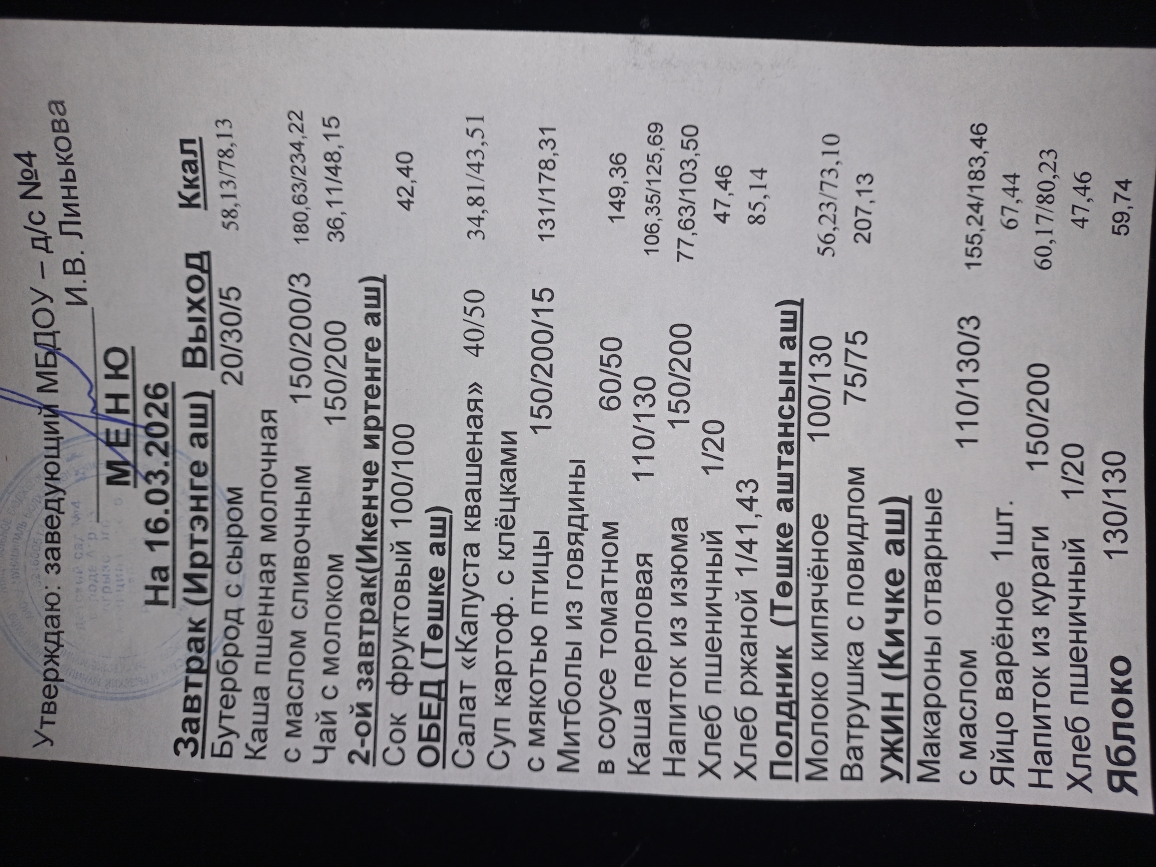 Утверждаю: заведующий МБДОУ – д/с №4
И.В. Линькова
М Е Н Ю
На 16.03.2026
Завтрак (Иртэнге аш) Выход Ккал
Бутерброд с сыром 20/30/5 58,13/78,13
Каша пшенная молочная
с маслом сливочным 150/200/3 180,63/234,22
Чай с молоком 150/200 36,11/48,15
2-ой завтрак(Икенче иртенге аш)
Сок фруктовый 100/100 42,40
ОБЕД (Төшке аш)
Салат «Капуста квашеная» 40/50 34,81/43,51
Суп картоф. с клёцками
с мякотью птицы 150/200/15 131/178,31
Митболы из говядины
в соусе томатном 60/50 149,36
Каша перловая 110/130 106,35/125,69
Напиток из изюма 150/200 77,63/103,50
Хлеб пшеничный 1/20 47,46
Хлеб ржаной 1/41,43 85,14
Полдник (Төшке аштансын аш)
Молоко кипячёное 100/130 56,23/73,10
Ватрушка с повидлом 75/75 207,13
УЖИН (Кичке аш)
Макароны отварные
с маслом 110/130/3 155,24/183,46
Яйцо варёное 1шт. 67,44
Напиток из кураги 150/200 60,17/80,23
Хлеб пшеничный 1/20 47,46
Яблоко 130/130 59,74